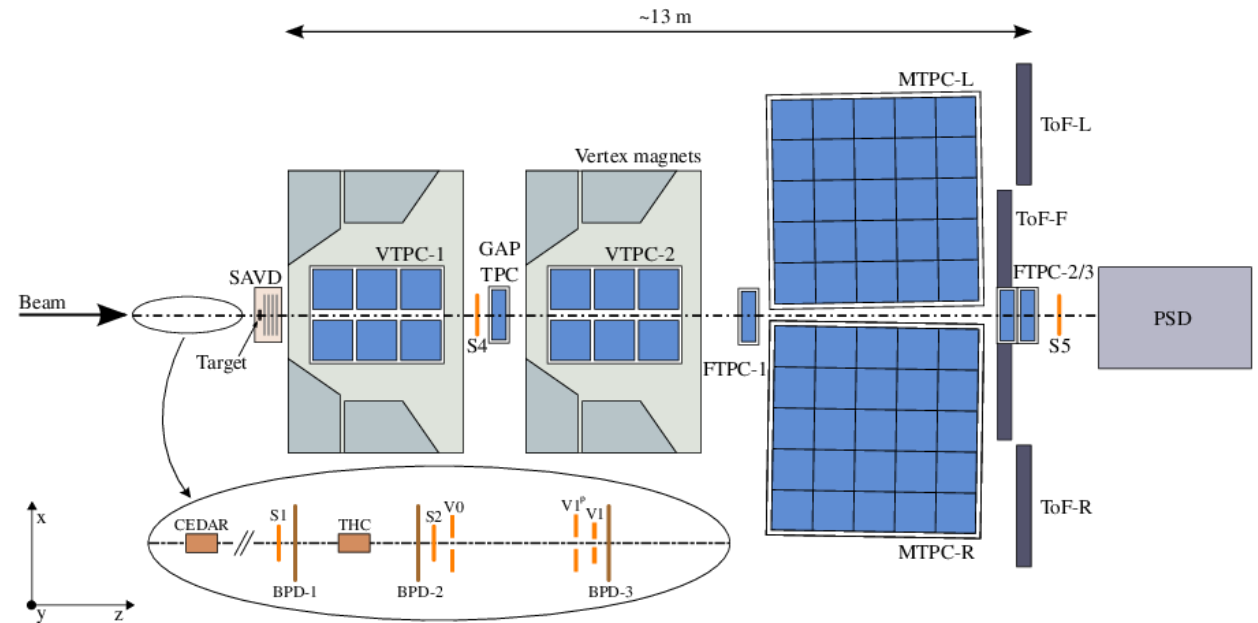 ~13 m
MTPC-L
ToF-L
Vertex magnets
ToF-F
VTPC-1
GAP
TPC
VTPC-2
SAVD
FTPC-2/3
Beam
PSD
Target
S4
FTPC-1
S5
x
CEDAR
S1
THC
S2
V0
V1ᵖ
V1
ToF-R
MTPC-R
BPD-1
BPD-2
BPD-3
y
z